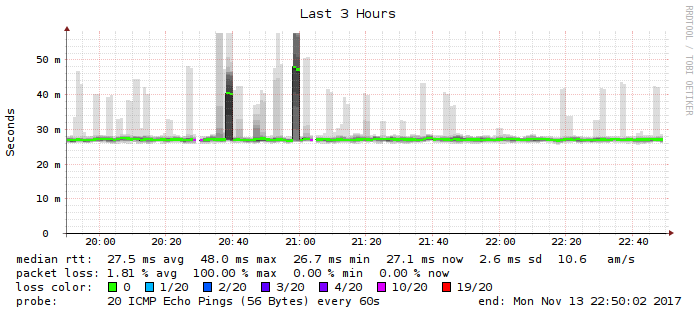 Last 3 Hours
RRDTOOL / TOBI OETIKER
Seconds
50 m
40 m
30 m
20 m
10 m
0
20:00 20:20 20:40 21:00 21:20 21:40 22:00 22:20 22:40
median rtt: 27.5 ms avg 48.0 ms max 26.7 ms min 27.1 ms now 2.6 ms sd 10.6 am/s
packet loss: 1.81 % avg 100.00 % max 0.00 % min 0.00 % now
loss color: 0 1/20 2/20 3/20 4/20 10/20 19/20
probe: 20 ICMP Echo Pings (56 Bytes) every 60s end: Mon Nov 13 22:50:02 2017